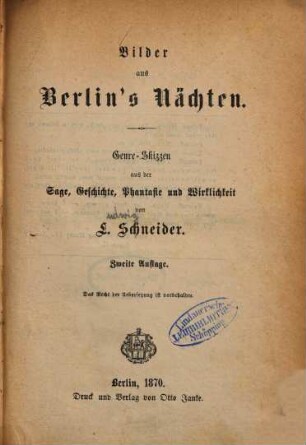 Bilder
aus
Berlin's Nächten.
Genre-Skizzen
aus der
Sage, Geschichte, Phantasie und Wirklichkeit
von
udwig
L. Schneider.
Zweite Auflage.
Das Recht der Uebersetzung ist vorbehalten.
Berlin, 1870.
Druck und Verlag von Otto Janke.